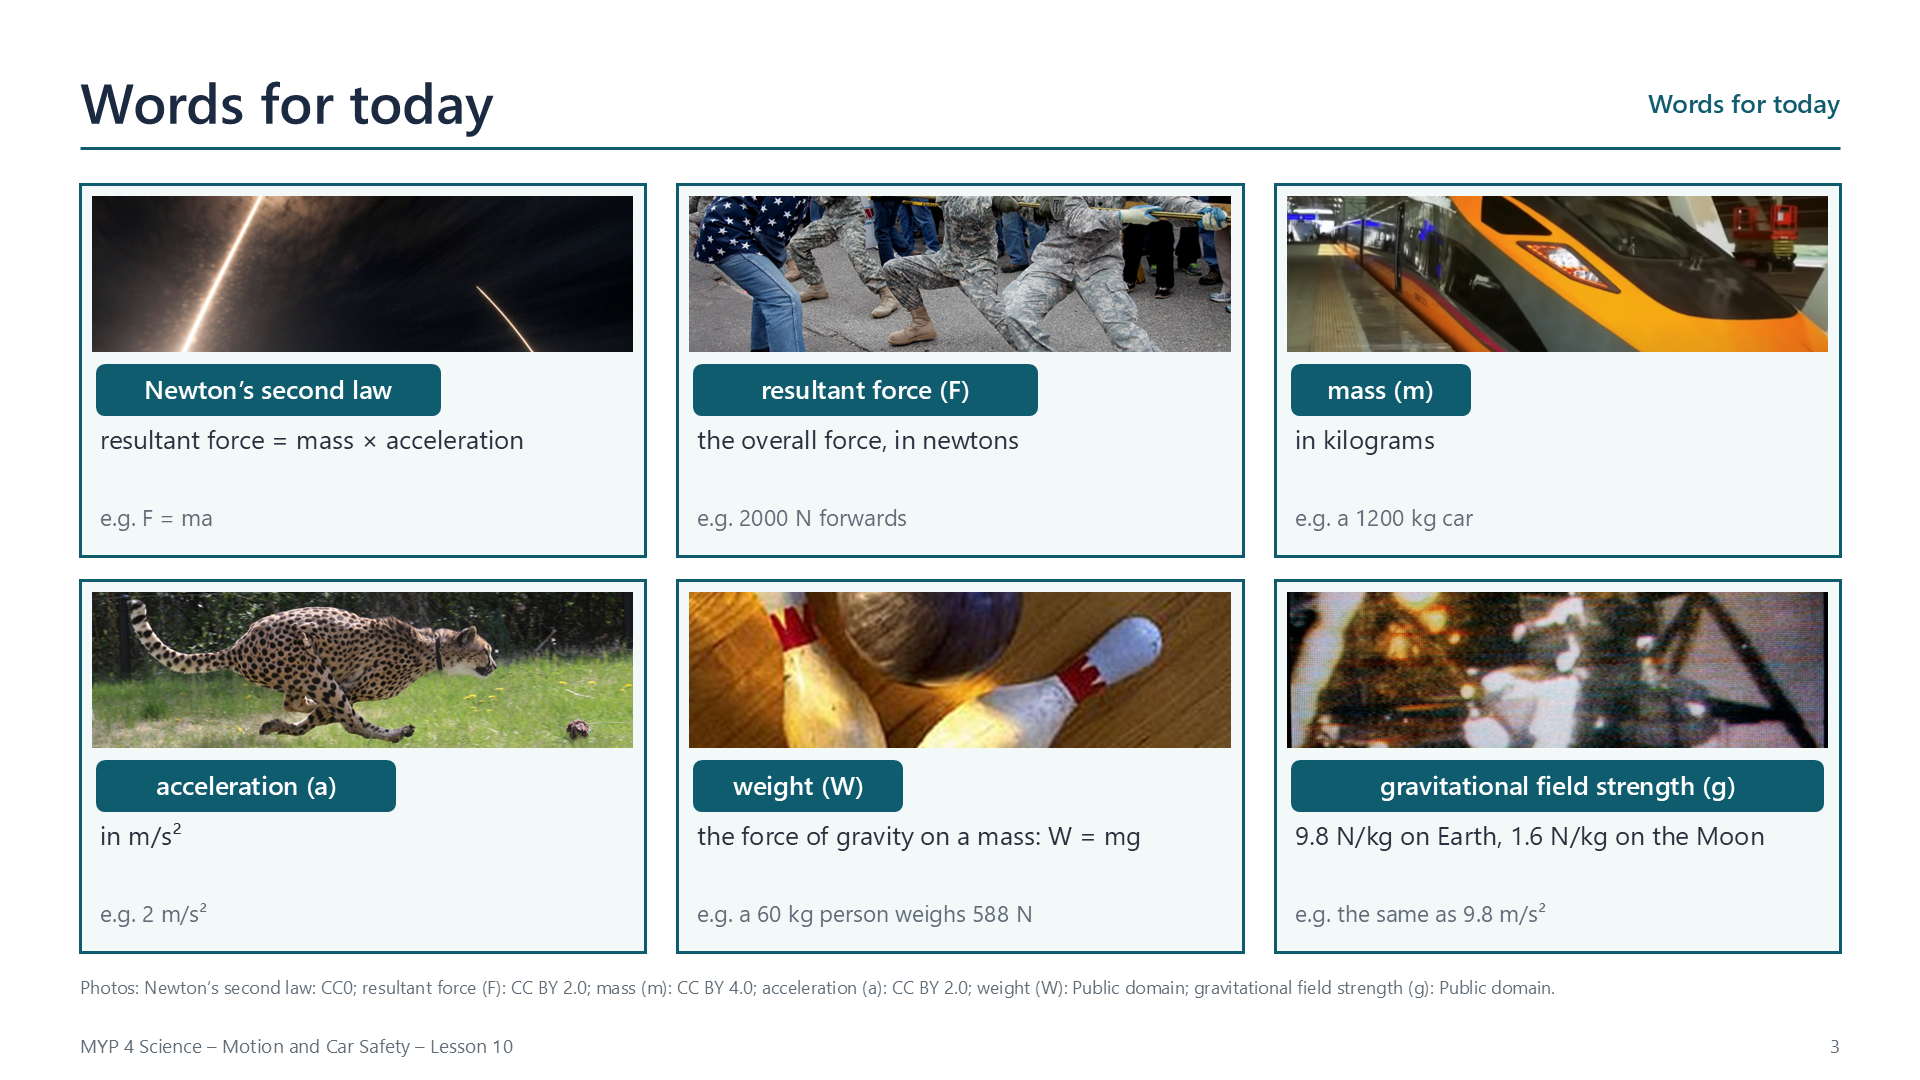 Words for today
Words for today
Newton’s second law
resultant force = mass × acceleration
e.g. F = ma
resultant force (F)
the overall force, in newtons
e.g. 2000 N forwards
mass (m)
in kilograms
e.g. a 1200 kg car
acceleration (a)
in m/s²
e.g. 2 m/s²
weight (W)
the force of gravity on a mass: W = mg
e.g. a 60 kg person weighs 588 N
gravitational field strength (g)
9.8 N/kg on Earth, 1.6 N/kg on the Moon
e.g. the same as 9.8 m/s²
Photos: Newton’s second law: CC0; resultant force (F): CC BY 2.0; mass (m): CC BY 4.0; acceleration (a): CC BY 2.0; weight (W): Public domain; gravitational field strength (g): Public domain.
MYP 4 Science – Motion and Car Safety – Lesson 10
3